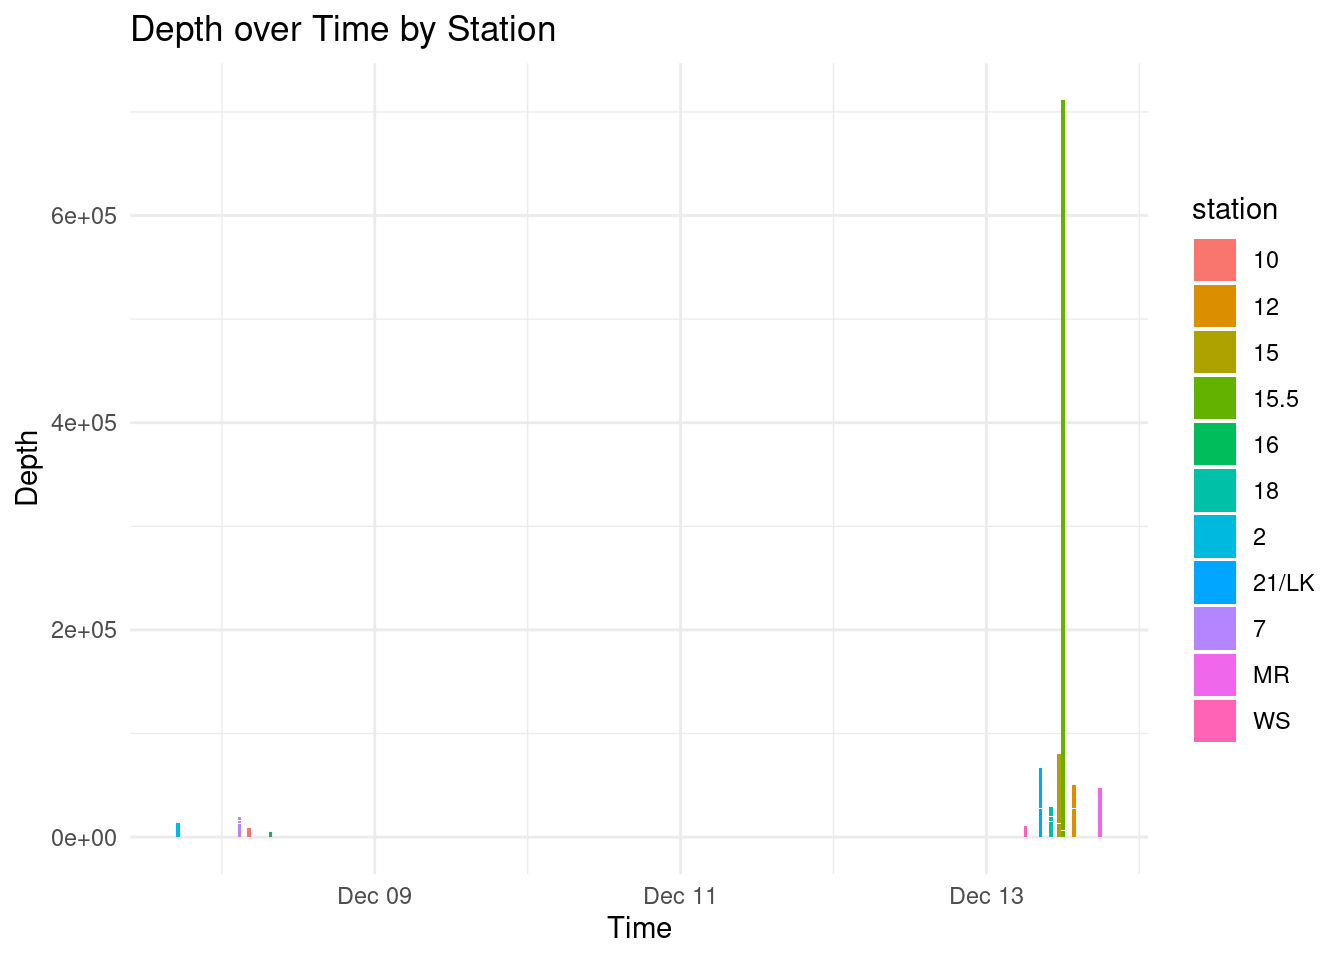 Depth over Time by Station
6e+05
4e+05
2e+05
0e+00
Depth
Dec 09
Dec 11
Dec 13
Time
station
10
12
15
15.5
16
18
2
21/LK
7
MR
WS